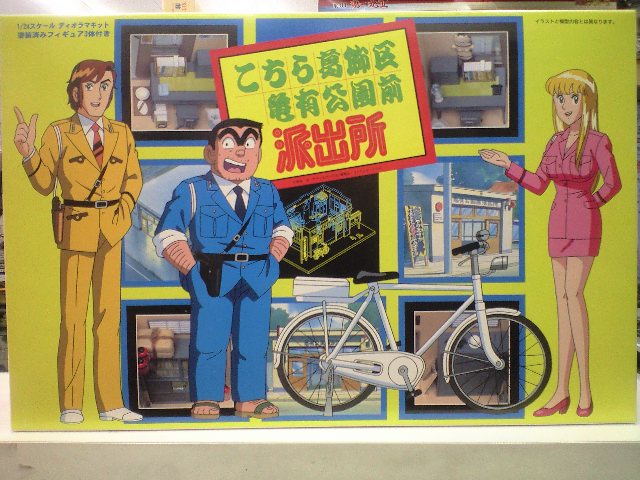 1/24スケール ディオラマキット
塗装済みフィギュア3体付き
イラストと模型の内容とは異なります。
こちら葛飾区
亀有公園前
派出所